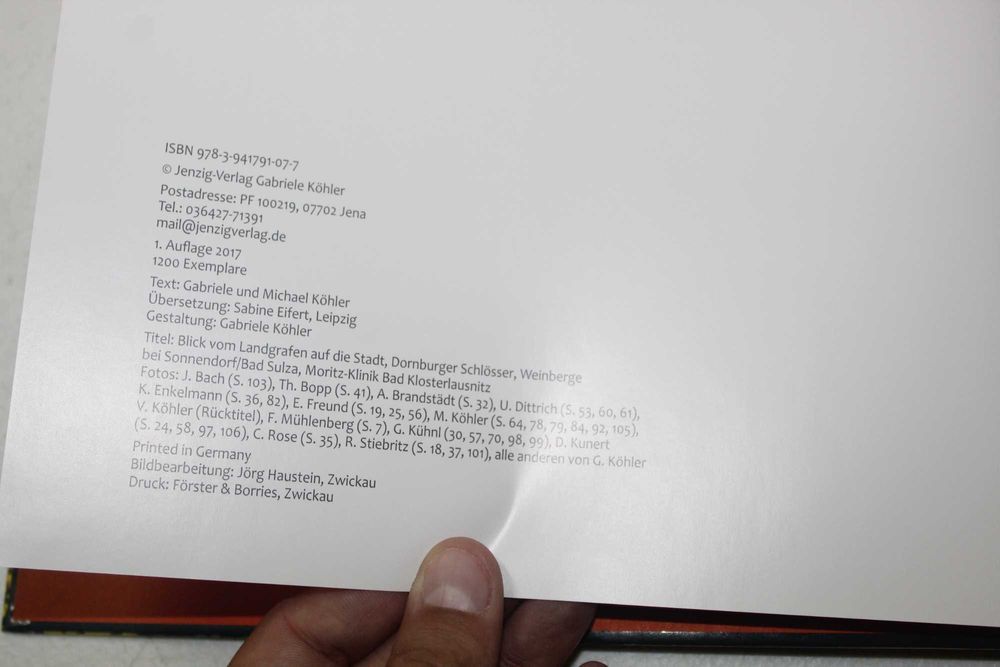 ISBN 978-3-941791-07-7
© Jenzig-Verlag Gabriele Köhler
Postadresse: PF 100219, 07702 Jena
Tel.: 036427-71391
mail@jenzigverlag.de
1. Auflage 2017
1200 Exemplare
Text: Gabriele und Michael Köhler
Übersetzung: Sabine Eifert, Leipzig
Gestaltung: Gabriele Köhler
Titel: Blick vom Landgrafen auf die Stadt, Dornburger Schlösser, Weinberge
bei Sonnendorf/Bad Sulza, Moritz-Klinik Bad Klosterlausnitz
Fotos: J. Bach (S. 103), Th. Bopp (S. 41), A. Brandstädt (S. 32), U. Dittrich (S. 53, 60, 61),
K. Enkelmann (S. 36, 82), E. Freund (S. 19, 25, 56), M. Köhler (S. 64, 78, 79, 84, 92, 105),
V. Köhler (Rücktitel), F. Mühlenberg (S. 7), G. Kühnl (30, 57, 70, 98, 99), D. Kunert
(S. 24, 58, 97, 106), C. Rose (S. 35), R. Stiebritz (S. 18, 37, 101), alle anderen von G. Köhler
Printed in Germany
Bildbearbeitung: Jörg Haustein, Zwickau
Druck: Förster & Borries, Zwickau